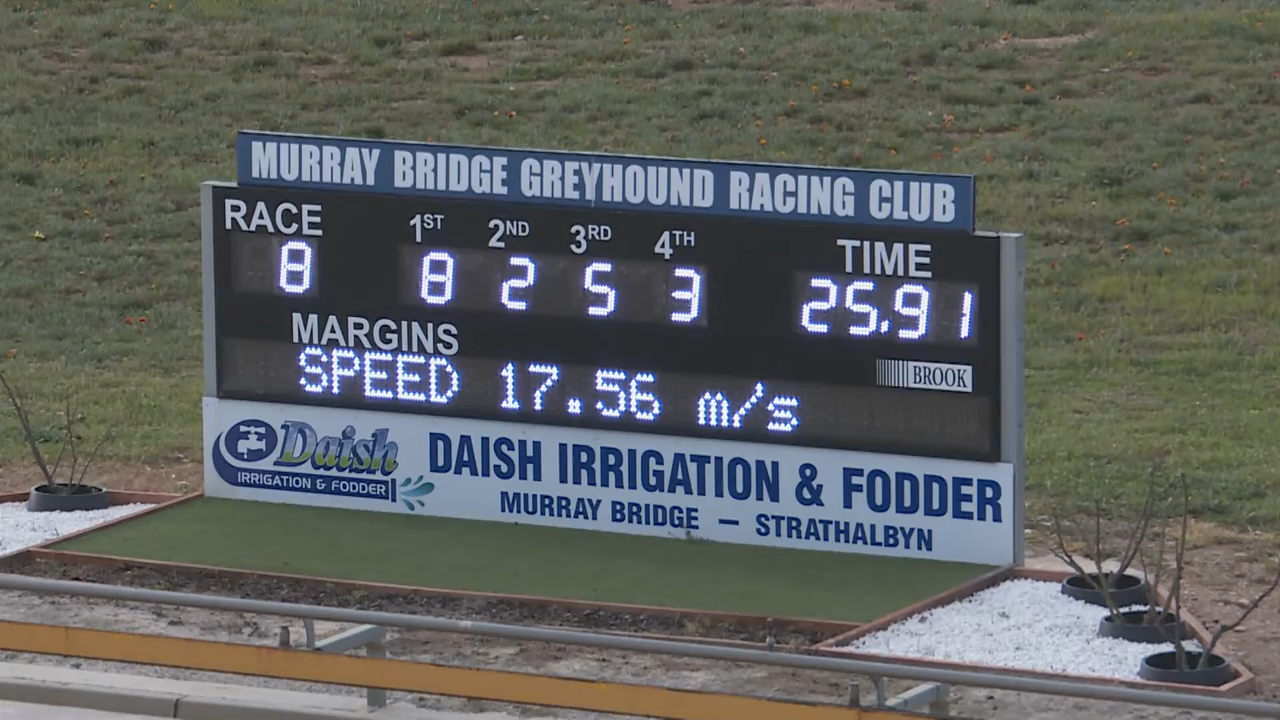 MURRAY BRIDGE GREYHOUND RACING CLUB
RACE 1ST 2ND 3RD 4TH TIME
8 8 2 5 3 25.91
MARGINS
BROOK
SPEED 17.56 m/s
Daish
IRRIGATION & FODDER
DAISH IRRIGATION & FODDER
MURRAY BRIDGE – STRATHALBYN